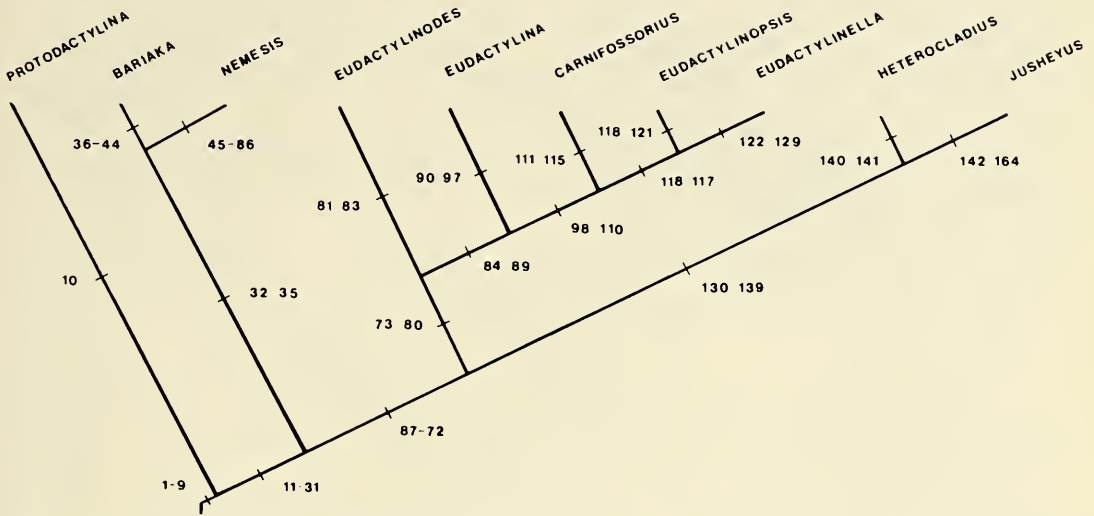 PROTODACTYLINA
BARIAKA
NEMESIS
EUDACTYLINODES
EUDACTYLINA
CARNIFOSSORIUS
EUDACTYLINOPSIS
EUDACTYLINELLA
HETEROCLADIUS
JUSHEYUS
36-44
45-86
118 121
122 129
111 115
140 141
142 164
90 97
118 117
81 83
98 110
84 89
10
32 35
130 139
73 80
87-72
1-9
11-31